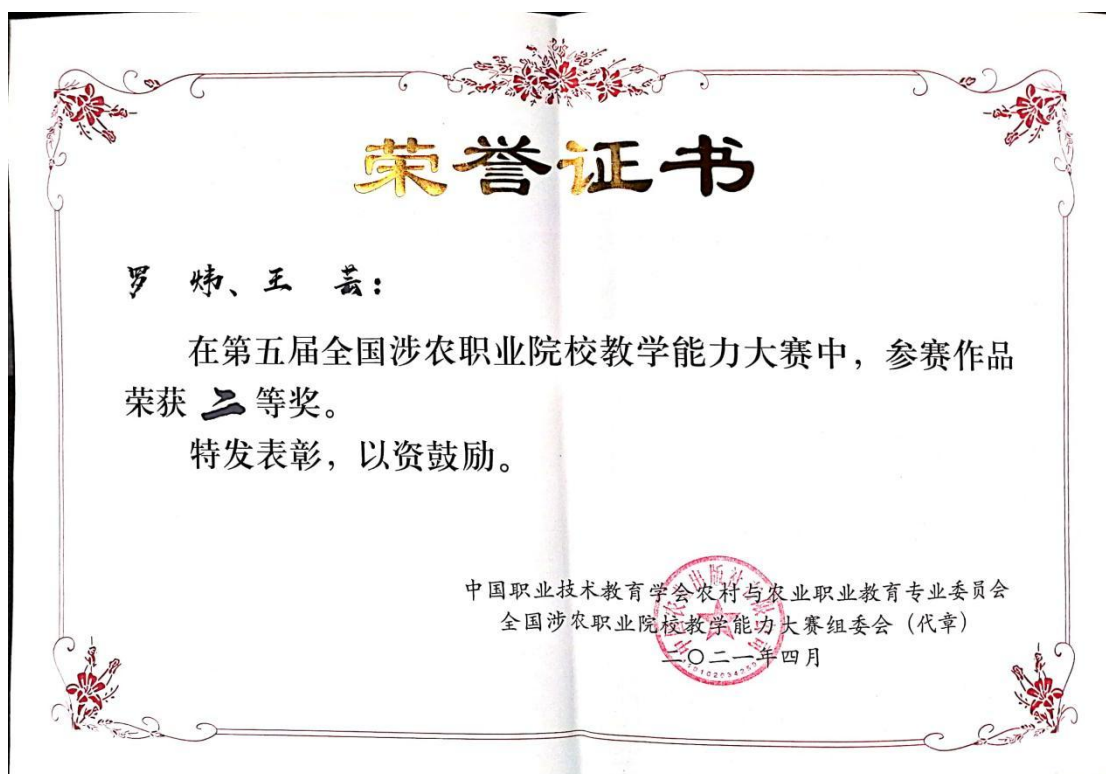 荣誉证书
罗 炜、王 芸：
在第五届全国涉农职业院校教学能力大赛中，参赛作品
荣获 二 等奖。
特发表彰，以资鼓励。
中国职业技术教育学会农村与农业职业教育专业委员会
全国涉农职业院校教学能力大赛组委会（代章）
二〇二一年四月